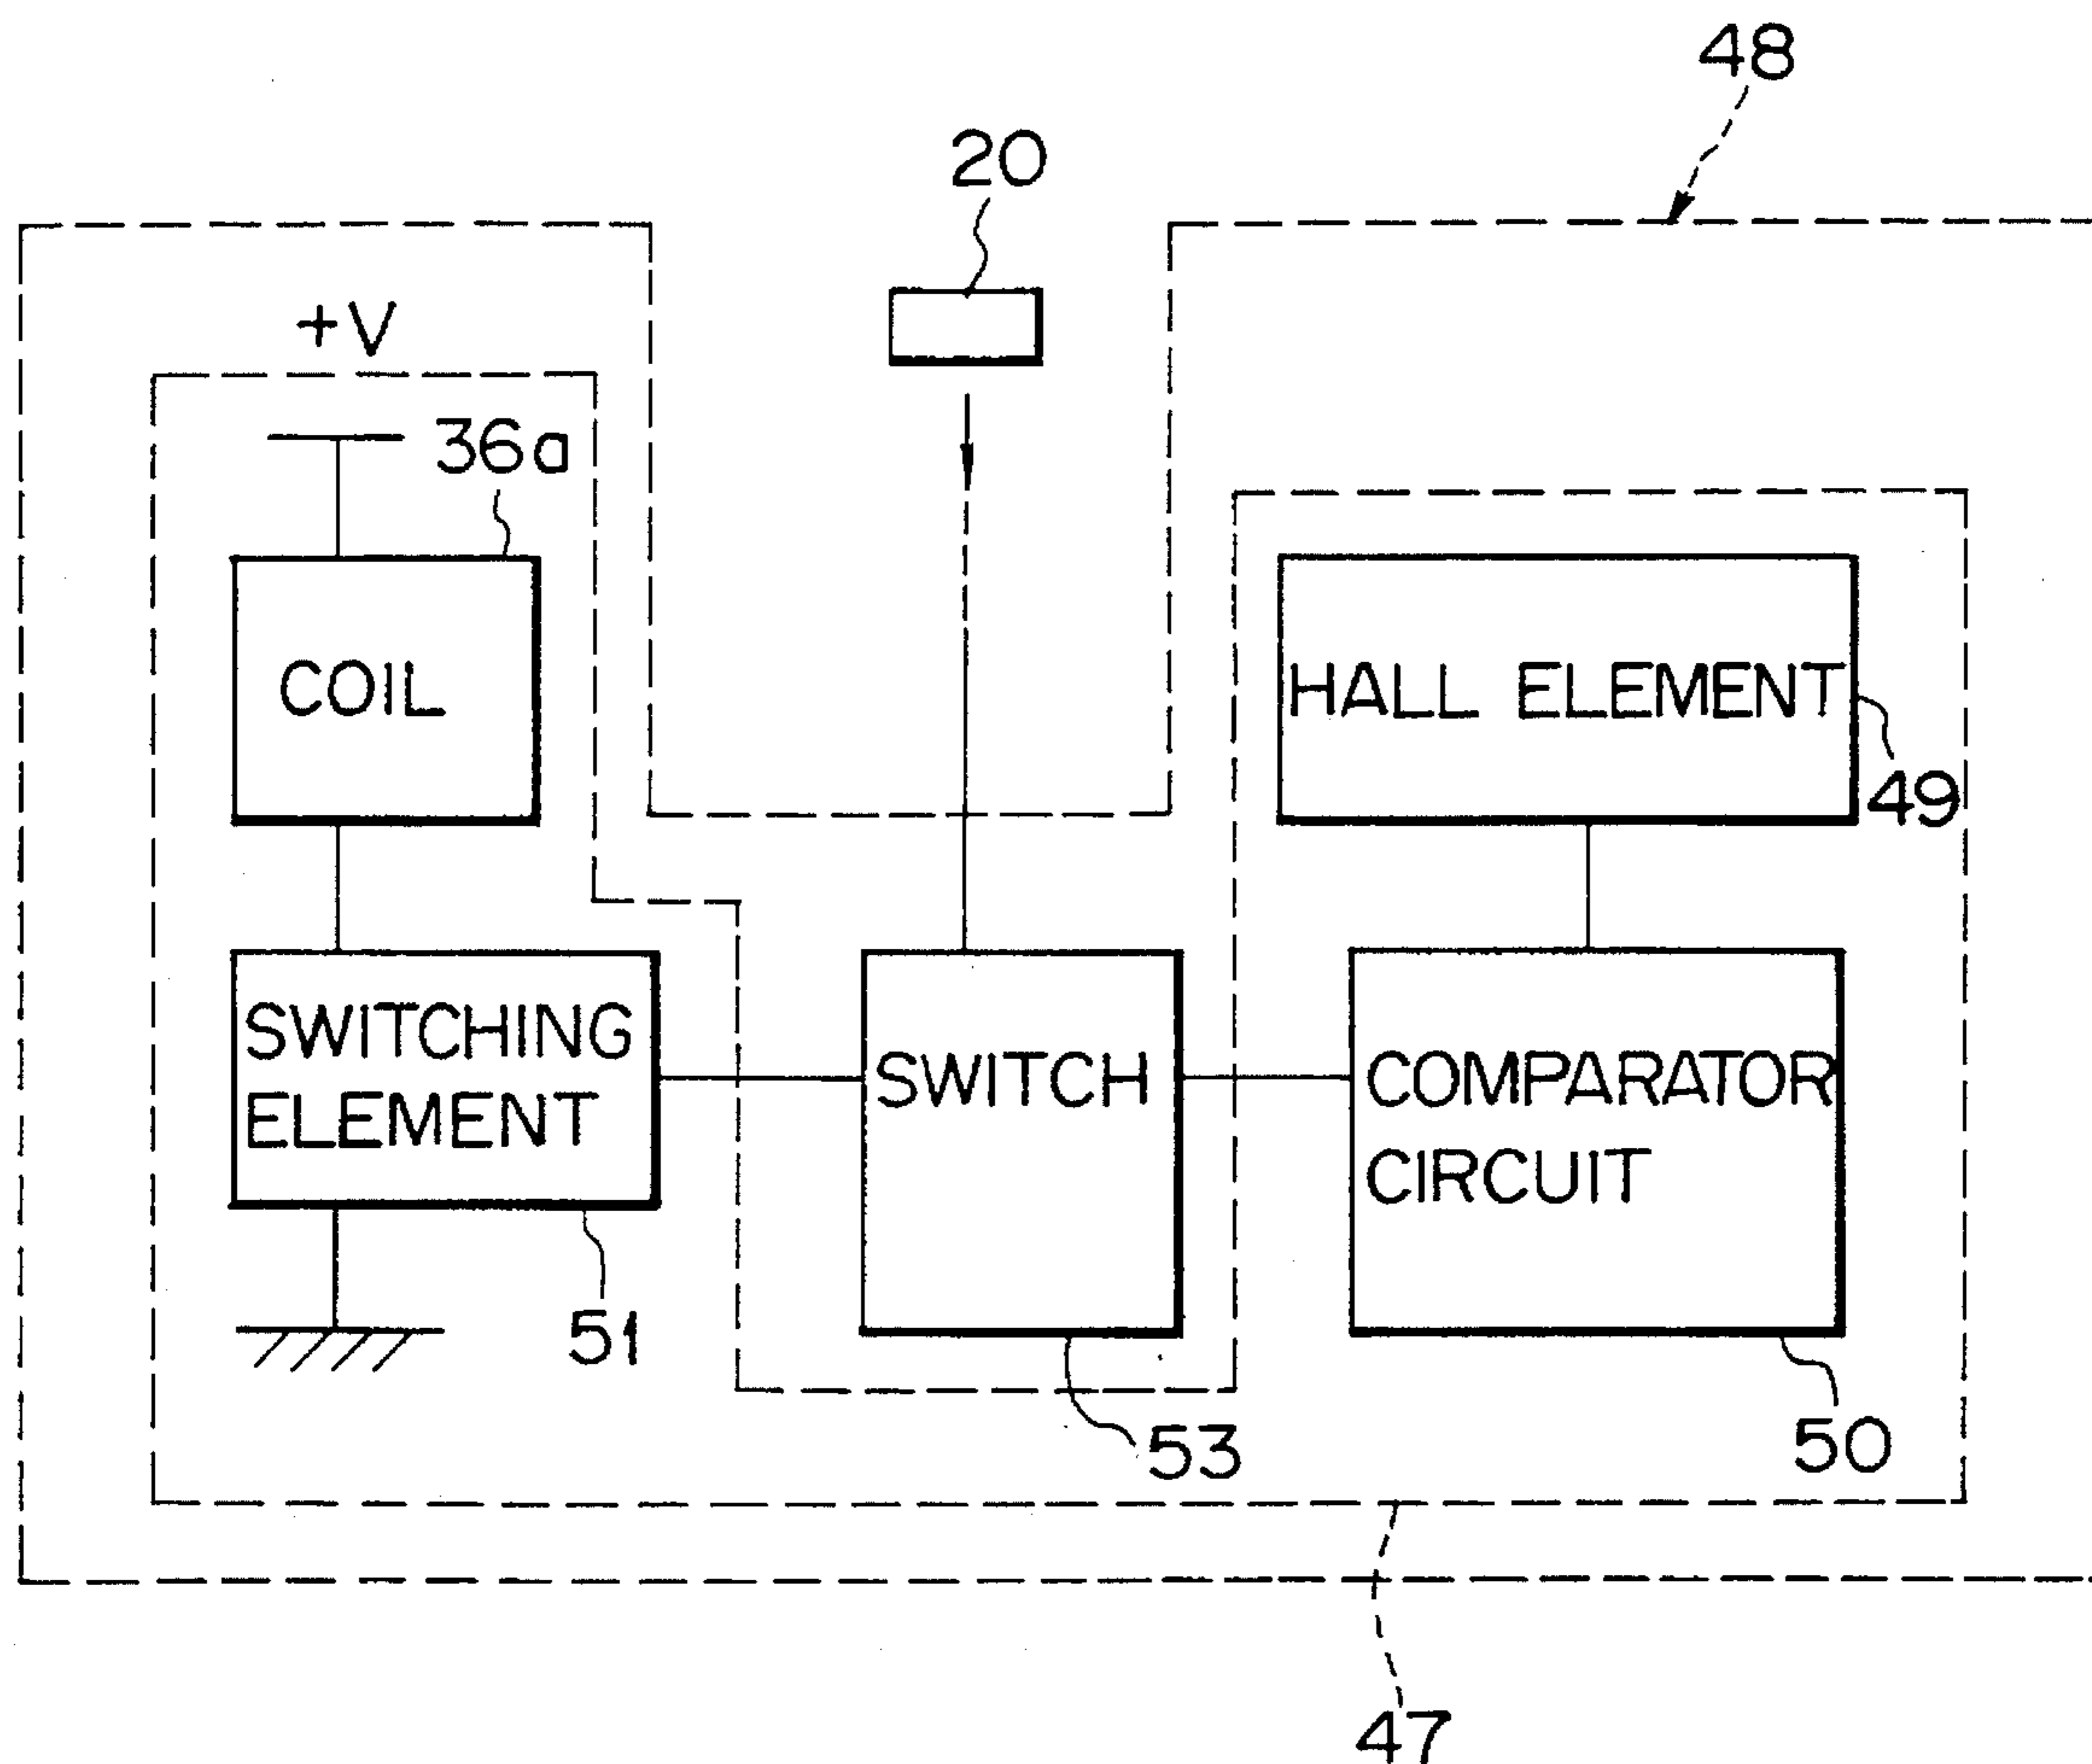 48
20
+V
36a
COIL
HALL ELEMENT
49
SWITCHING
ELEMENT
SWITCH
COMPARATOR
CIRCUIT
51
53
50
47